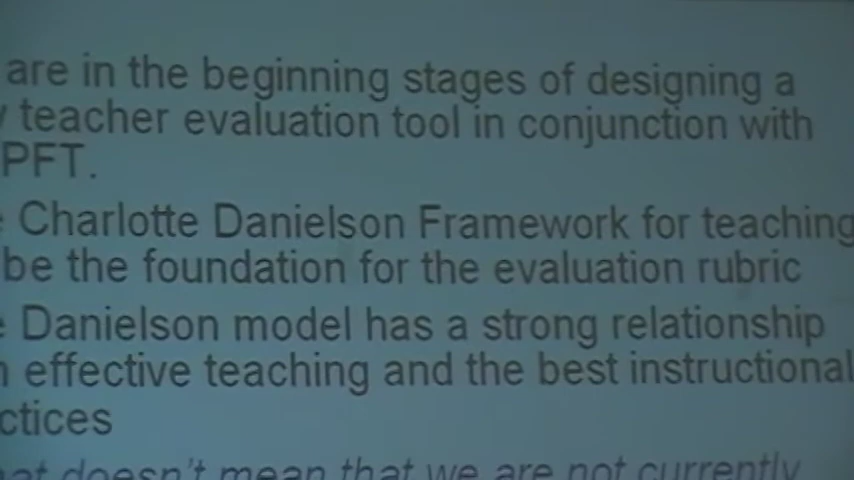 are in the beginning stages of designing a
teacher evaluation tool in conjunction with
PFT.
Charlotte Danielson Framework for teaching
be the foundation for the evaluation rubric
Danielson model has a strong relationship
effective teaching and the best instructional
ctices
doesn't mean that we are not currently